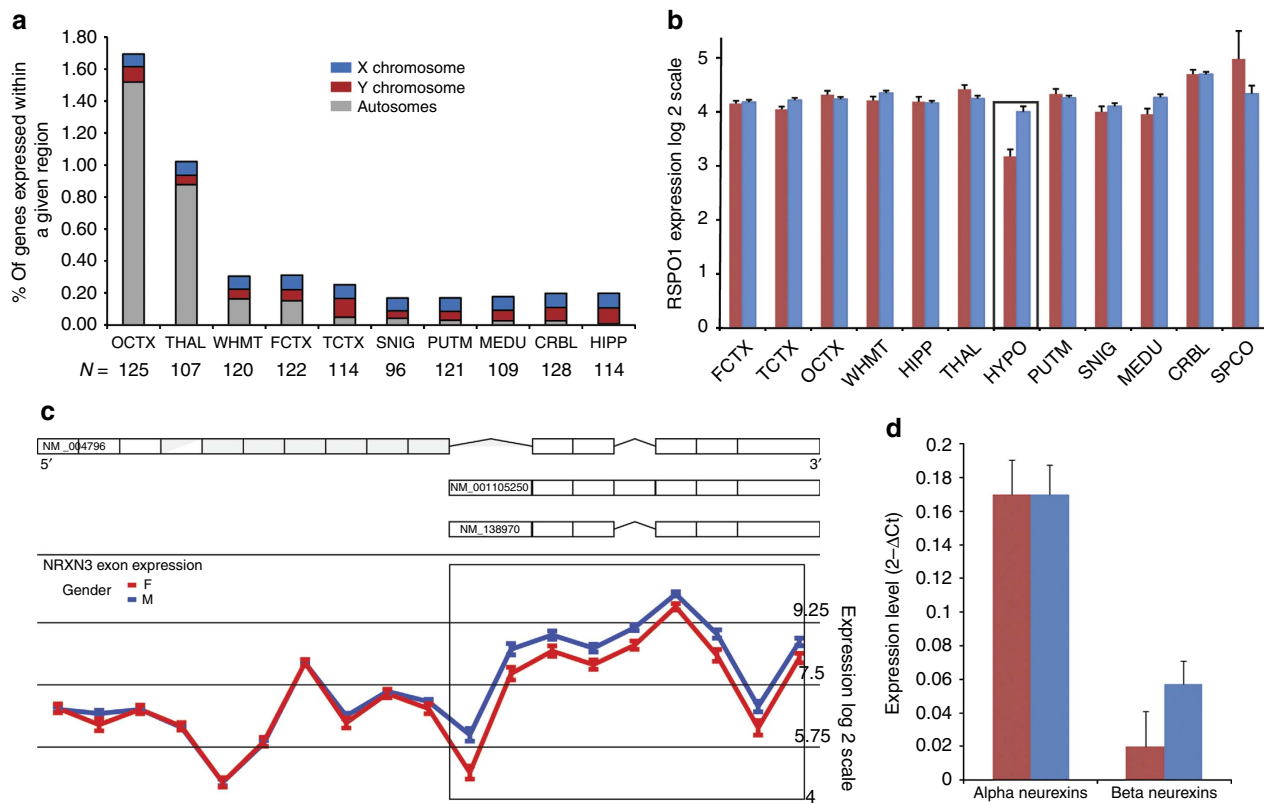 a
% Of genes expressed within
a given region
1.80
1.60
1.40
1.20
1.00
0.80
0.60
0.40
0.20
0.00
X chromosome
Y chromosome
Autosomes
OCTX THAL WHMT FCTX TCTX SNIG PUTM MEDU CRBL HIPP
N = 125 107 120 122 114 96 121 109 128 114
b
RSPO1 expression log 2 scale
5
4
3
2
1
0
FCTX TCTX OCTX WHMT HIPP THAL HYPO PUTM SNIG MEDU CRBL SPCO
c
NM_004796
5′ 3′
NM_001105250
NM_138970
NRXN3 exon expression
Gender
F
M
9.25
7.5
5.75
4
Expression log 2 scale
d
Expression level (2–ΔCt)
0.2
0.18
0.16
0.14
0.12
0.1
0.08
0.06
0.04
0.02
0
Alpha neurexins Beta neurexins